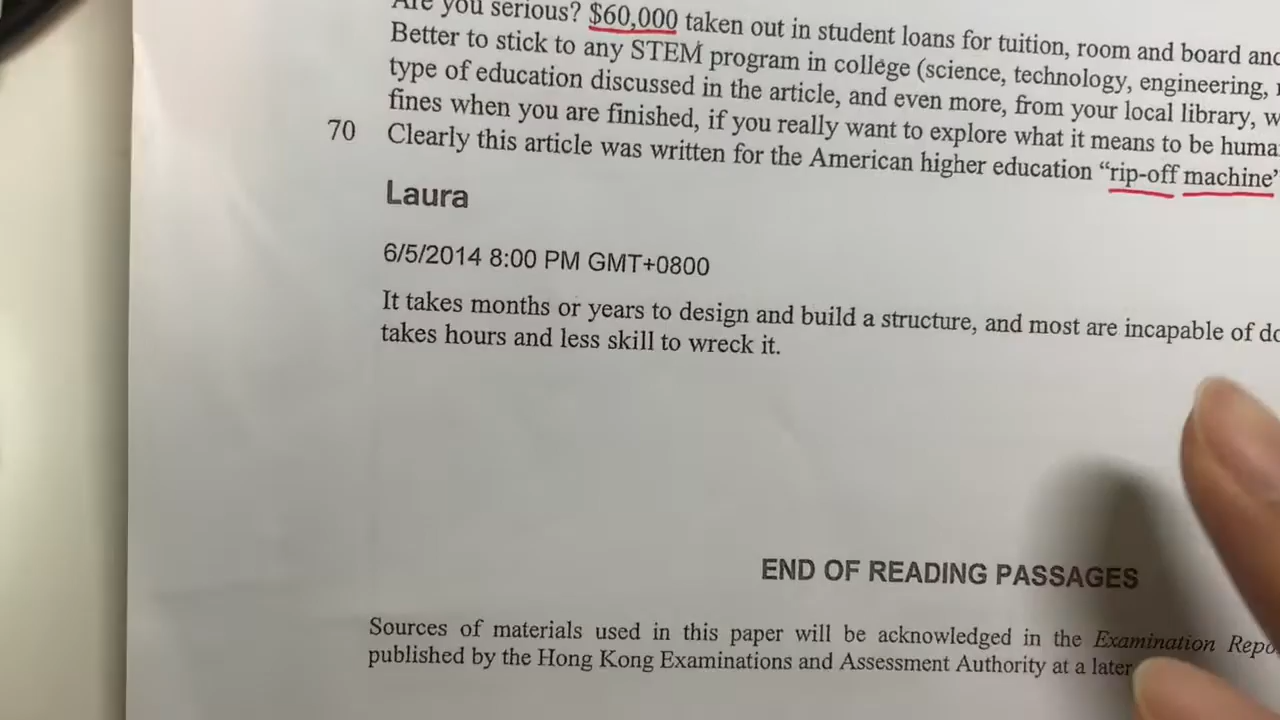 Are you serious? $60,000 taken out in student loans for tuition, room and board and
Better to stick to any STEM program in college (science, technology, engineering,
type of education discussed in the article, and even more, from your local library,
fines when you are finished, if you really want to explore what it means to be
70 Clearly this article was written for the American higher education “rip-off machine”
Laura
6/5/2014 8:00 PM GMT+0800
It takes months or years to design and build a structure, and most are incapable of
takes hours and less skill to wreck it.
END OF READING PASSAGES
Sources of materials used in this paper will be acknowledged in the Examination
published by the Hong Kong Examinations and Assessment Authority at a later